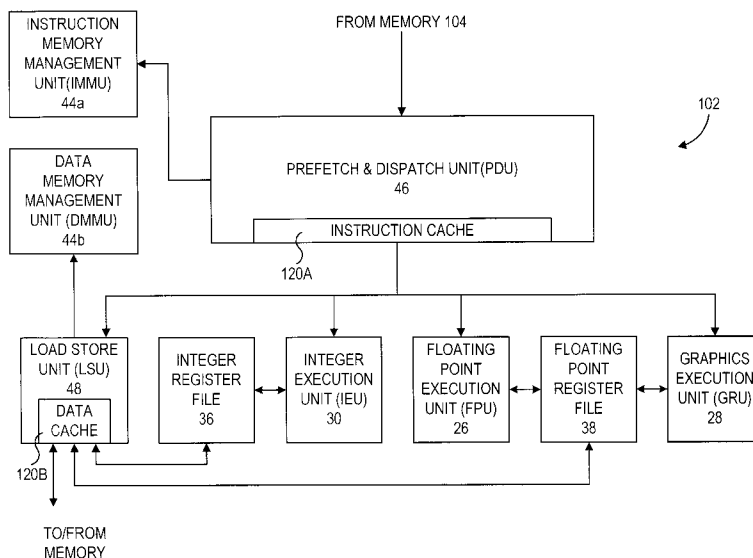 INSTRUCTION
MEMORY
MANAGEMENT
UNIT(IMMU)
44a
FROM MEMORY 104
102
PREFETCH & DISPATCH UNIT(PDU)
46
INSTRUCTION CACHE
120A
DATA
MEMORY
MANAGEMENT
UNIT (DMMU)
44b
LOAD STORE
UNIT (LSU)
48
DATA
CACHE
120B
INTEGER
REGISTER
FILE
36
INTEGER
EXECUTION
UNIT (IEU)
30
FLOATING
POINT
EXECUTION
UNIT (FPU)
26
FLOATING
POINT
REGISTER
FILE
38
GRAPHICS
EXECUTION
UNIT (GRU)
28
TO/FROM
MEMORY